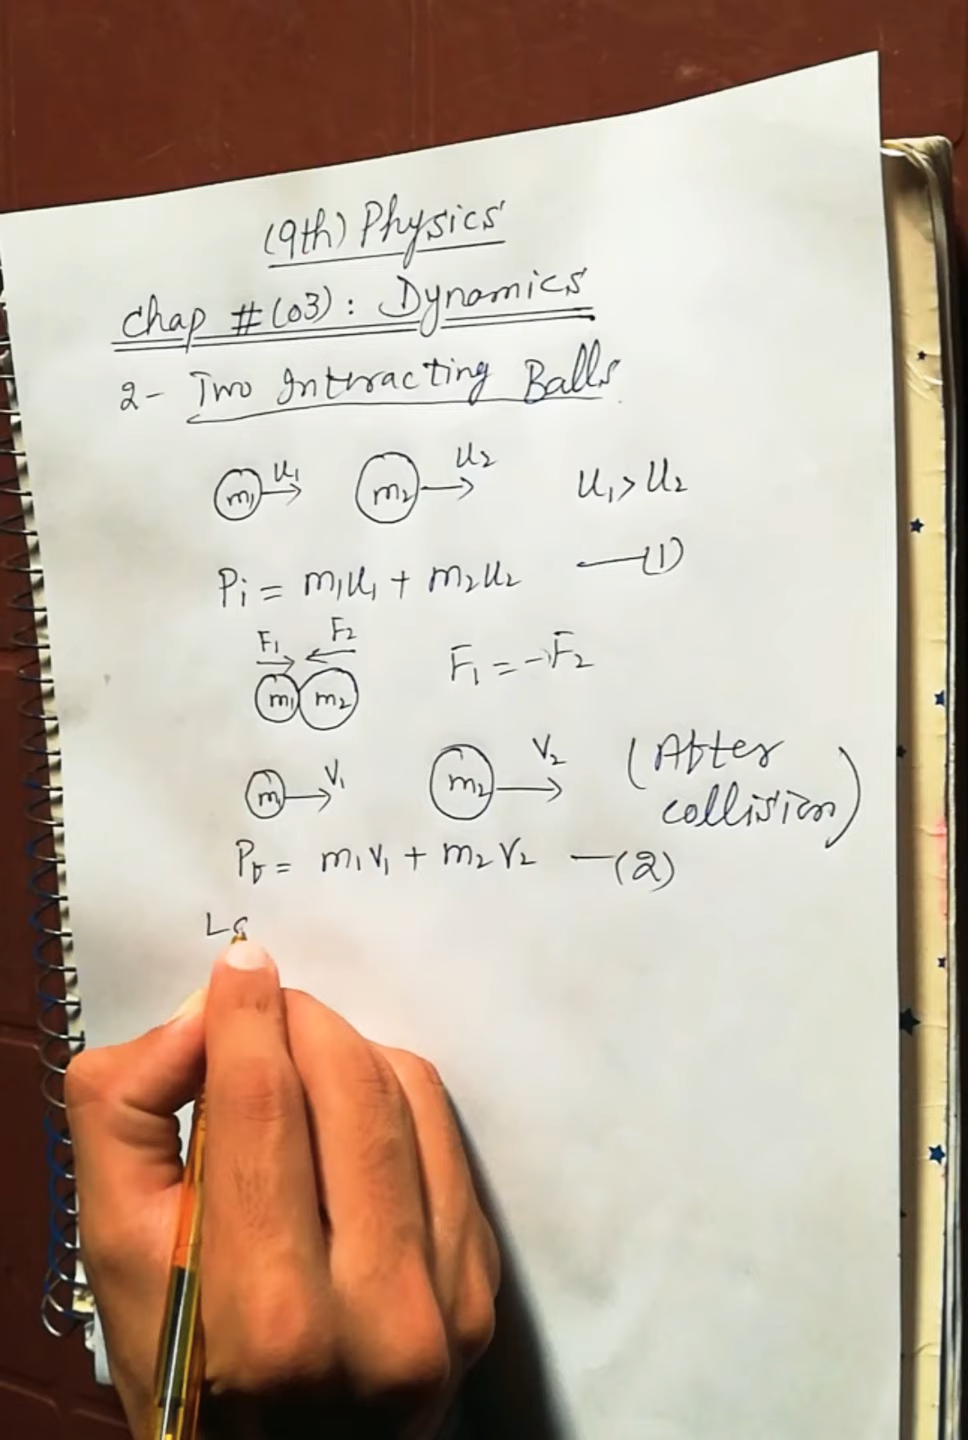 (9th) Physics
Chap #(03): Dynamics
2- Two Interacting Balls
m₁ u₁ m₂ u₂ u₁ > u₂
Pi = m₁u₁ + m₂u₂ —(1)
F₁ F₂
m₁ m₂ F₁ = -F₂
m₁ v₁ m₂ v₂ (After
collision)
Pf = m₁v₁ + m₂v₂ —(2)